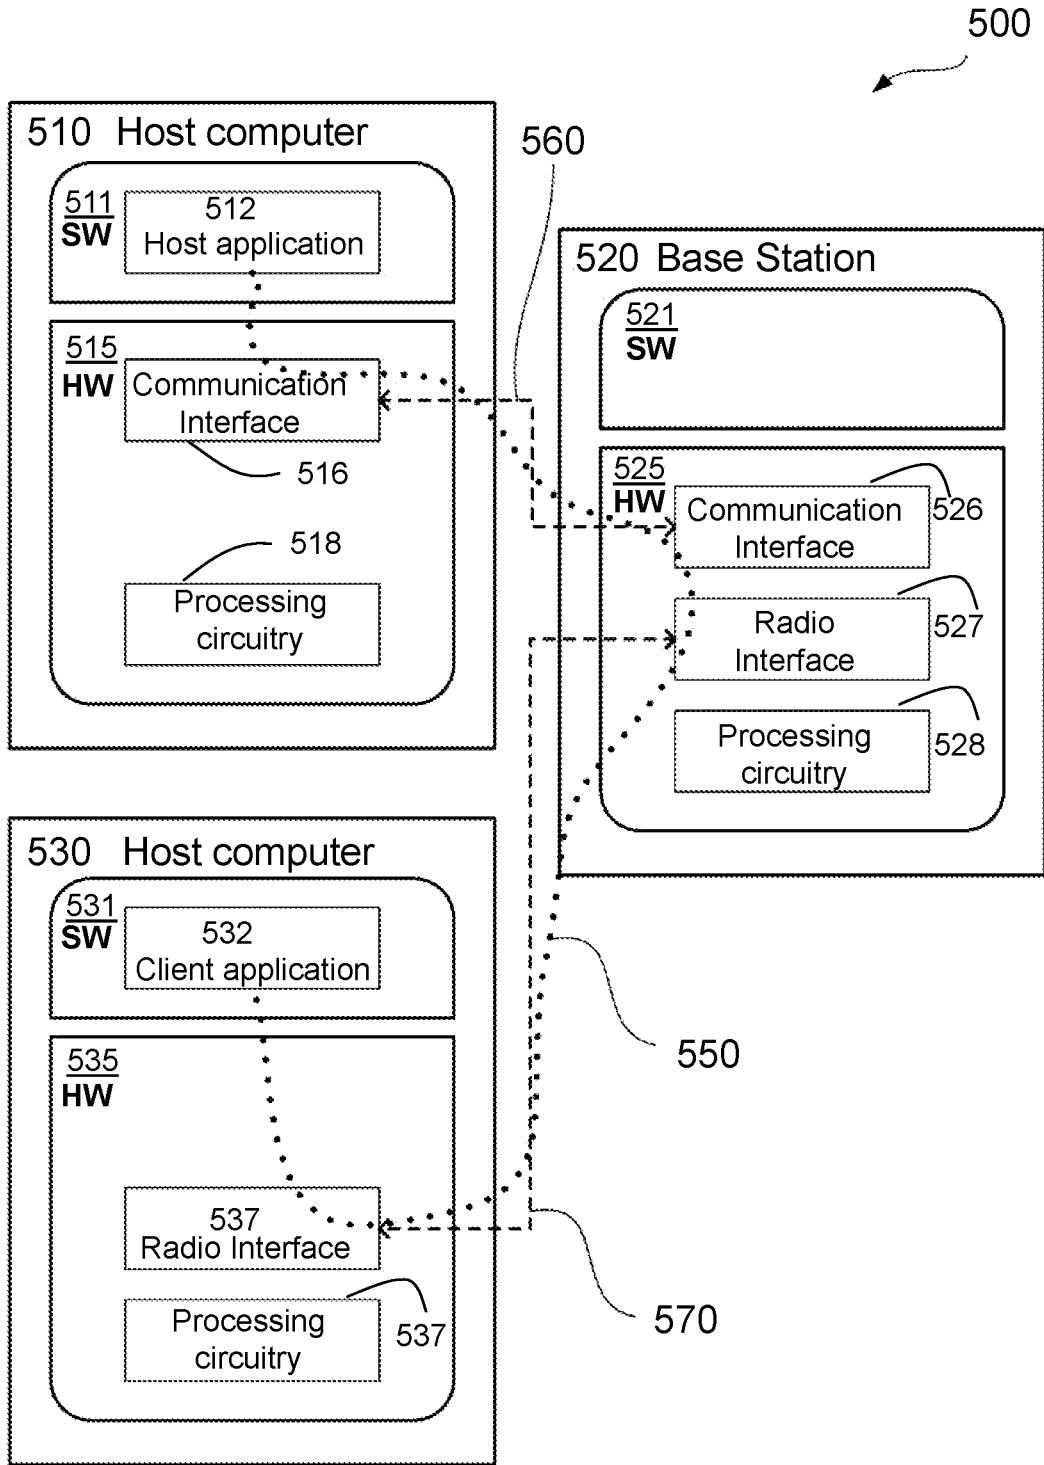 500
510 Host computer
511
SW
512
Host application
515
HW
Communication
Interface
516
518
Processing
circuitry
560
520 Base Station
521
SW
525
HW
Communication
Interface
526
Radio
Interface
527
Processing
circuitry
528
530 Host computer
531
SW
532
Client application
535
HW
537
Radio Interface
Processing
circuitry
537
550
570